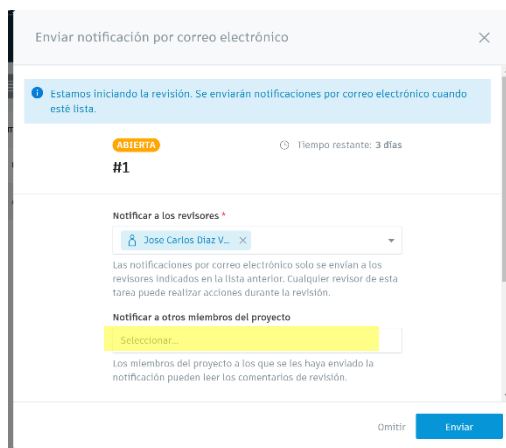 Enviar notificación por correo electrónico
Estamos iniciando la revisión. Se enviarán notificaciones por correo electrónico cuando
esté lista.
ABIERTA
Tiempo restante: 3 días
#1
Notificar a los revisores *
Jose Carlos Diaz V...
Las notificaciones por correo electrónico solo se envían a los
revisores indicados en la lista anterior. Cualquier revisor de esta
tarea puede realizar acciones durante la revisión.
Notificar a otros miembros del proyecto
Seleccionar...
Los miembros del proyecto a los que se les haya enviado la
notificación pueden leer los comentarios de revisión.
Omitir
Enviar